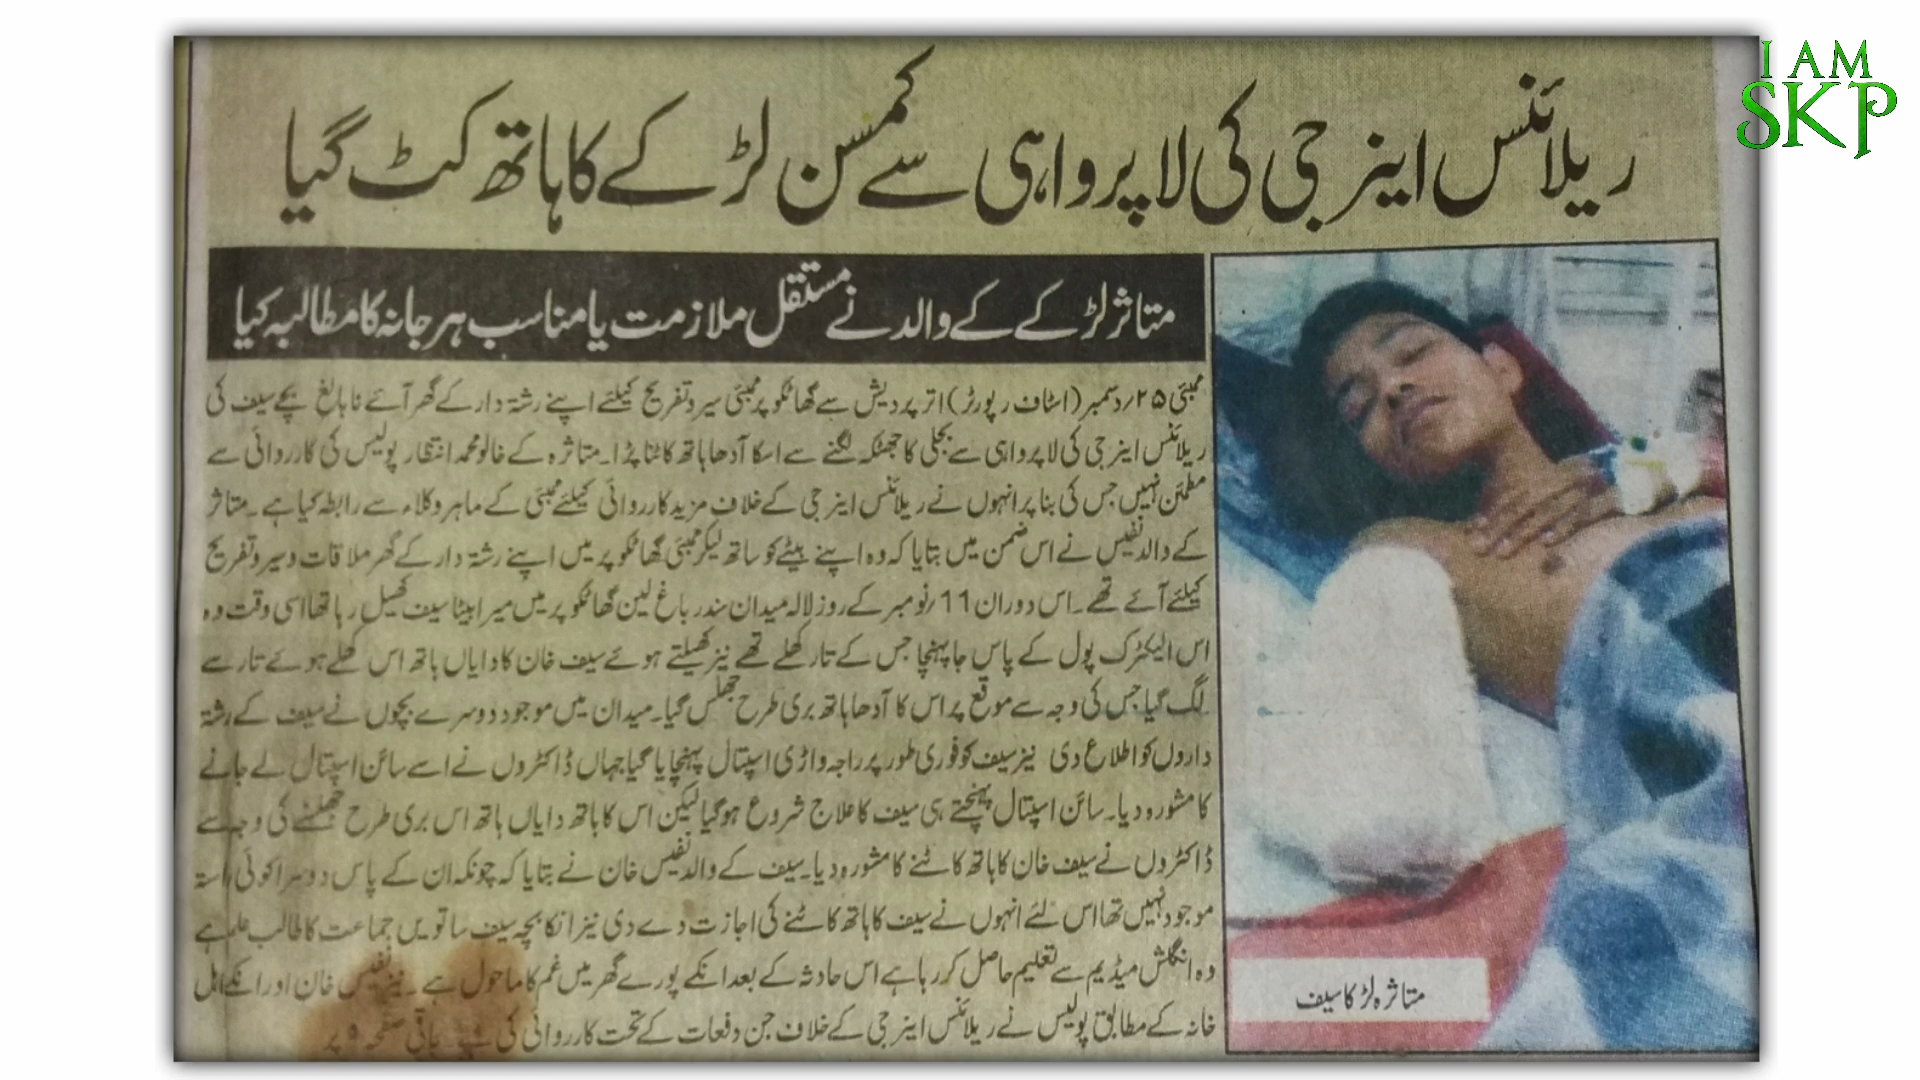 I AM
SKP
ریلائنس اینرجی کی لاپرواہی سے کمسن لڑکے کا ہاتھ کٹ گیا
متاثر لڑکے کے والد نے مستقل ملازمت یا مناسب ہرجانہ کا مطالبہ کیا
ممبئی ۲۵؍دسمبر (اسٹاف رپورٹر) اتر پردیش سے گھاٹکوپر ممبئی سیر و تفریح کیلئے اپنے رشتہ دار کے گھر آئے نابالغ بچے سیف کی
ریلائنس اینرجی کی لاپرواہی سے بجلی کا جھٹکہ لگنے سے اسکا آدھا ہاتھ کاٹنا پڑا۔ متاثرہ کے خالو محمد انتظار پولیس کی کارروائی سے
مطمئن نہیں جس کی بنا پر انہوں نے ریلائنس اینرجی کے خلاف مزید کارروائی کیلئے ممبئی کے ماہر وکلاء سے رابطہ کیا ہے۔ متاثر
کے والد نفیس نے اس ضمن میں بتایا کہ وہ اپنے بیٹے کو ساتھ لیکر ممبئی گھاٹکوپر میں اپنے رشتہ دار کے گھر ملاقات و سیر و تفریح
کیلئے آئے تھے۔ اس دوران 11؍نومبر کے روز لالہ میدان سندر باغ لین گھاٹکوپر میں میرا بیٹا سیف کھیل رہا تھا اسی وقت وہ
اس الیکٹرک پول کے پاس جا پہنچا جس کے تار کھلے تھے نیز کھیلتے ہوئے سیف خان کا دایاں ہاتھ اس کھلے ہوئے تار سے
لگ گیا جس کی وجہ سے موقع پر اس کا آدھا ہاتھ بری طرح جھلس گیا۔ میدان میں موجود دوسرے بچوں نے سیف کے رشتہ
داروں کو اطلاع دی نیز سیف کو فوری طور پر راجہ واڑی اسپتال پہنچایا گیا جہاں ڈاکٹروں نے اسے سائن اسپتال لے جانے
کا مشورہ دیا۔ سائن اسپتال پہنچتے ہی سیف کا علاج شروع ہوگیا لیکن اس کا ہاتھ دایاں ہاتھ اس بری طرح جھلسنے کی وجہ سے
ڈاکٹروں نے سیف خان کا ہاتھ کاٹنے کا مشورہ دیا۔ سیف کے والد نفیس خان نے بتایا کہ چونکہ ان کے پاس دوسرا کوئی راستہ
موجود نہیں تھا اس لئے انہوں نے سیف کا ہاتھ کاٹنے کی اجازت دے دی نیز انکا بچہ سیف ساتویں جماعت کا طالب علم ہے
وہ انگلش میڈیم سے تعلیم حاصل کر رہا ہے اس حادثہ کے بعد انکے پورے گھر میں غم کا ماحول ہے۔ نیز نفیس خان اور انکے اہل
خانہ کے مطابق پولیس نے ریلائنس اینرجی کے خلاف جن دفعات کے تحت کارروائی کی ہے باقی صفحہ ۹ پر
متاثرہ لڑکا سیف